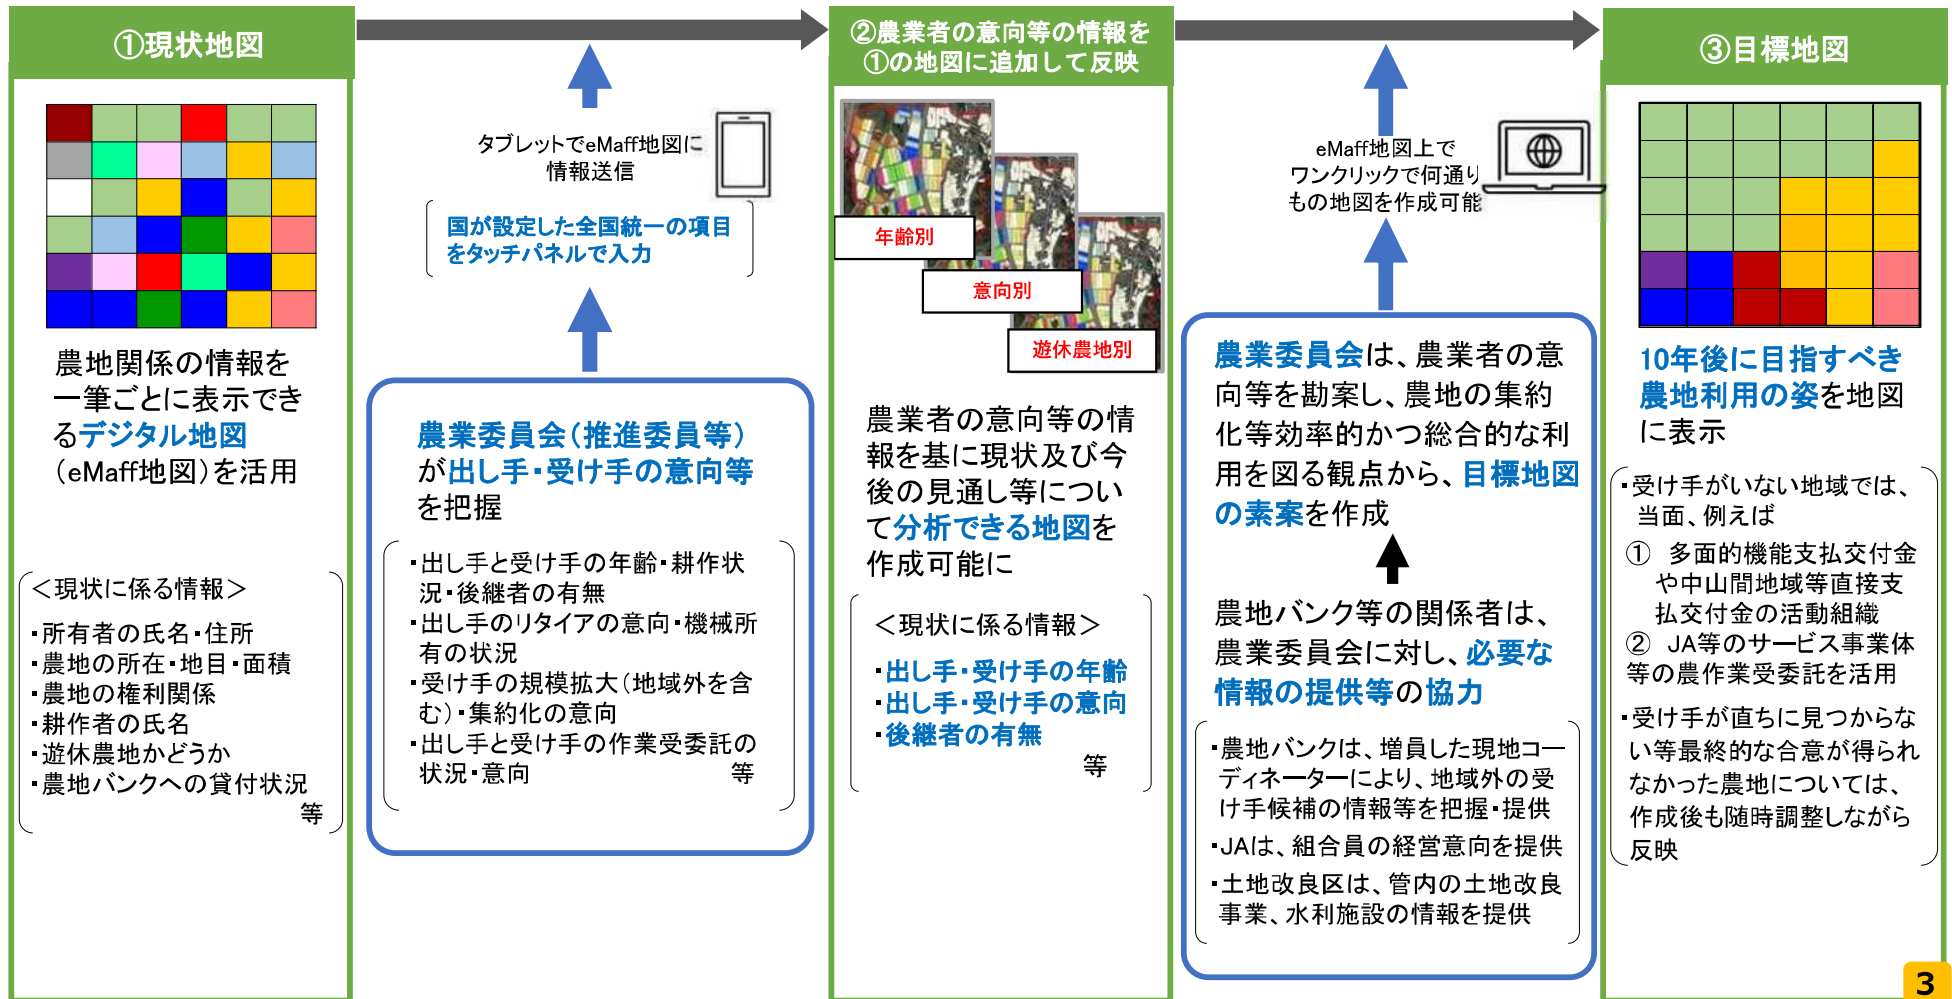 ①現状地図
農地関係の情報を
一筆ごとに表示でき
るデジタル地図
（eMaff地図）を活用
＜現状に係る情報＞
・所有者の氏名・住所
・農地の所在・地目・面積
・農地の権利関係
・耕作者の氏名
・遊休農地かどうか
・農地バンクへの貸付状況
等
タブレットでeMaff地図に
情報送信
国が設定した全国統一の項目
をタッチパネルで入力
農業委員会（推進委員等）
が出し手・受け手の意向等
を把握
・出し手と受け手の年齢・耕作状
況・後継者の有無
・出し手のリタイアの意向・機械所
有の状況
・受け手の規模拡大（地域外を含
む）・集約化の意向
・出し手と受け手の作業受委託の
状況・意向 等
②農業者の意向等の情報を
①の地図に追加して反映
年齢別
意向別
遊休農地別
農業者の意向等の情
報を基に現状及び今
後の見通し等につい
て分析できる地図を
作成可能に
＜現状に係る情報＞
・出し手・受け手の年齢
・出し手・受け手の意向
・後継者の有無
等
eMaff地図上で
ワンクリックで何通り
もの地図を作成可能
農業委員会は、農業者の意
向等を勘案し、農地の集約
化等効率的かつ総合的な利
用を図る観点から、目標地図
の素案を作成
農地バンク等の関係者は、
農業委員会に対し、必要な
情報の提供等の協力
・農地バンクは、増員した現地コー
ディネーターにより、地域外の受
け手候補の情報等を把握・提供
・JAは、組合員の経営意向を提供
・土地改良区は、管内の土地改良
事業、水利施設の情報を提供
③目標地図
10年後に目指すべき
農地利用の姿を地図
に表示
・受け手がいない地域では、
当面、例えば
① 多面的機能支払交付金
や中山間地域等直接支
払交付金の活動組織
② JA等のサービス事業体
等の農作業受委託を活用
・受け手が直ちに見つからな
い等最終的な合意が得られ
なかった農地については、
作成後も随時調整しながら
反映
3